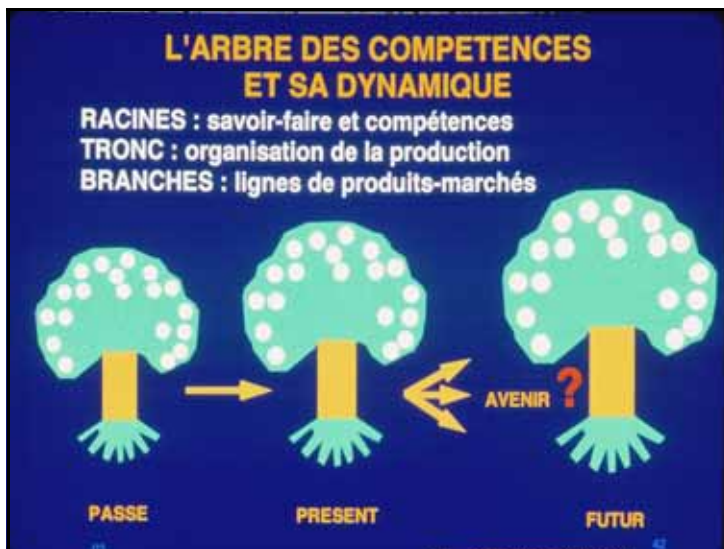 L'ARBRE DES COMPETENCES
ET SA DYNAMIQUE
RACINES : savoir-faire et compétences
TRONC : organisation de la production
BRANCHES : lignes de produits-marchés
AVENIR ?
PASSE
PRESENT
FUTUR
42